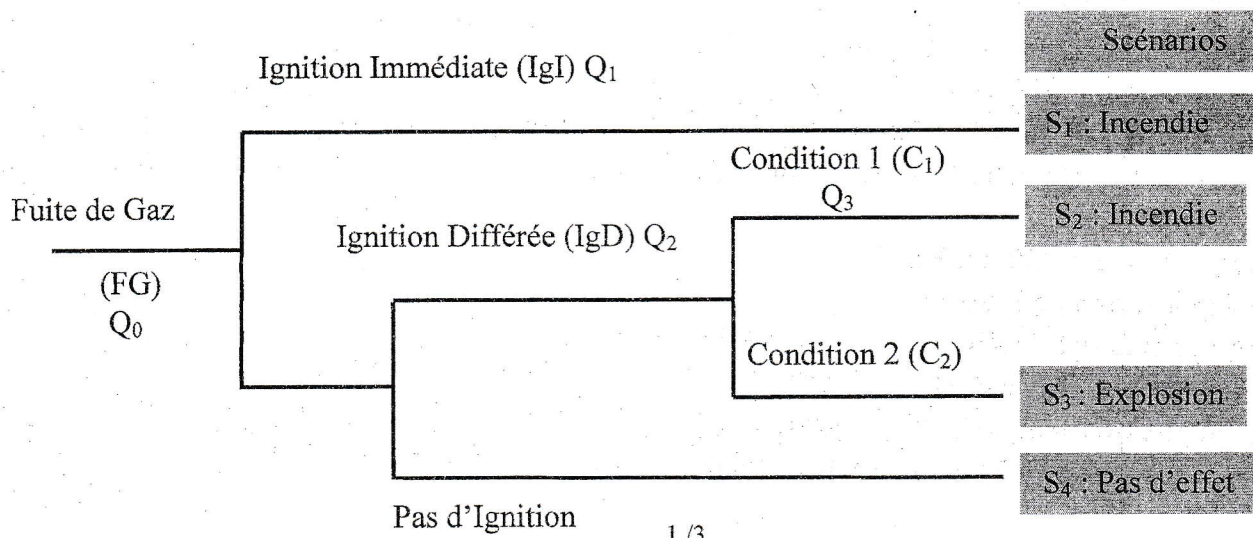 Scénarios
Ignition Immédiate (IgI) Q₁
S₁ : Incendie
Condition 1 (C₁)
Q₃
Fuite de Gaz
S₂ : Incendie
Ignition Différée (IgD) Q₂
(FG)
Q₀
Condition 2 (C₂)
S₃ : Explosion
S₄ : Pas d'effet
Pas d'Ignition
1/3